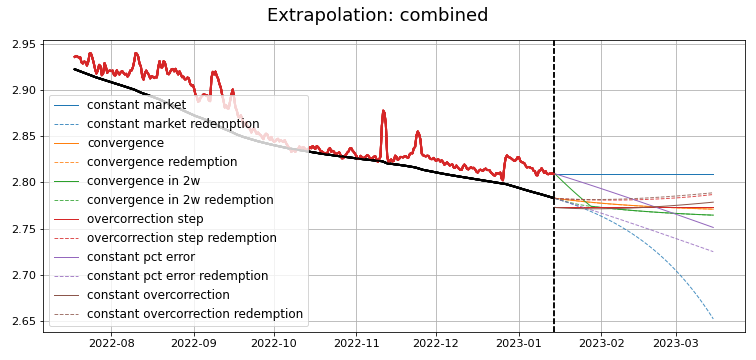 Extrapolation: combined
2.95
2.90
2.85
2.80
2.75
2.70
2.65
constant market
constant market redemption
convergence
convergence redemption
convergence in 2w
convergence in 2w redemption
overcorrection step
overcorrection step redemption
constant pct error
constant pct error redemption
constant overcorrection
constant overcorrection redemption
2022-08 2022-09 2022-10 2022-11 2022-12 2023-01 2023-02 2023-03